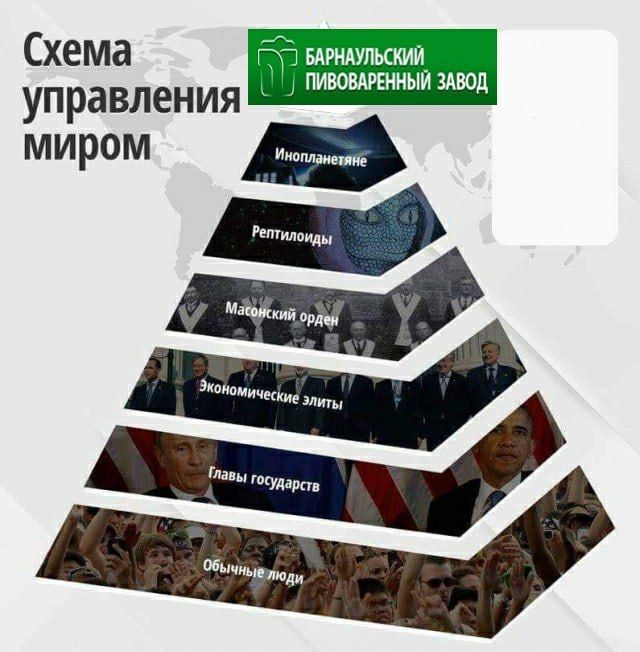 Схема
управления
миром
БАРНАУЛЬСКИЙ
ПИВОВАРЕННЫЙ ЗАВОД
Инопланетяне
Рептилоиды
Масонский орден
Экономические элиты
Главы государств
Обычные люди